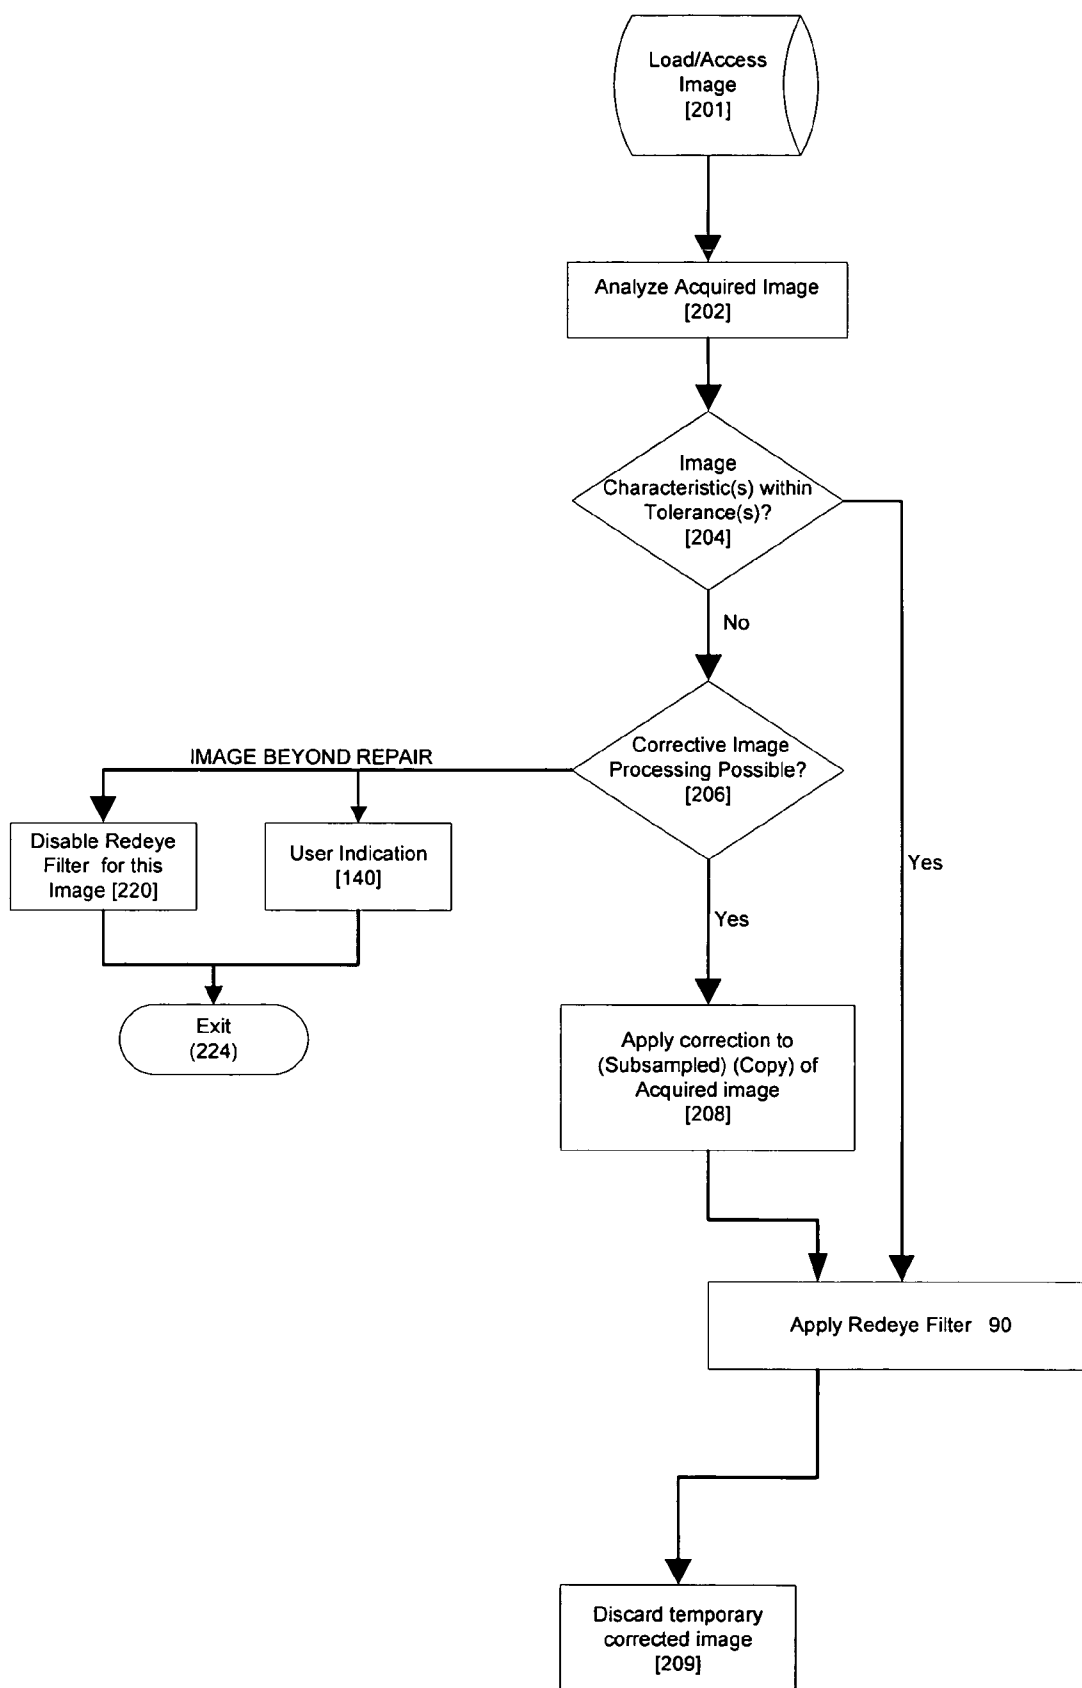 Load/Access
Image
[201]
Analyze Acquired Image
[202]
Image
Characteristic(s) within
Tolerance(s)?
[204]
No
IMAGE BEYOND REPAIR
Corrective Image
Processing Possible?
[206]
Disable Redeye
Filter for this
Image [220]
User Indication
[140]
Yes
Yes
Exit
(224)
Apply correction to
(Subsampled) (Copy) of
Acquired image
[208]
Apply Redeye Filter 90
Discard temporary
corrected image
[209]